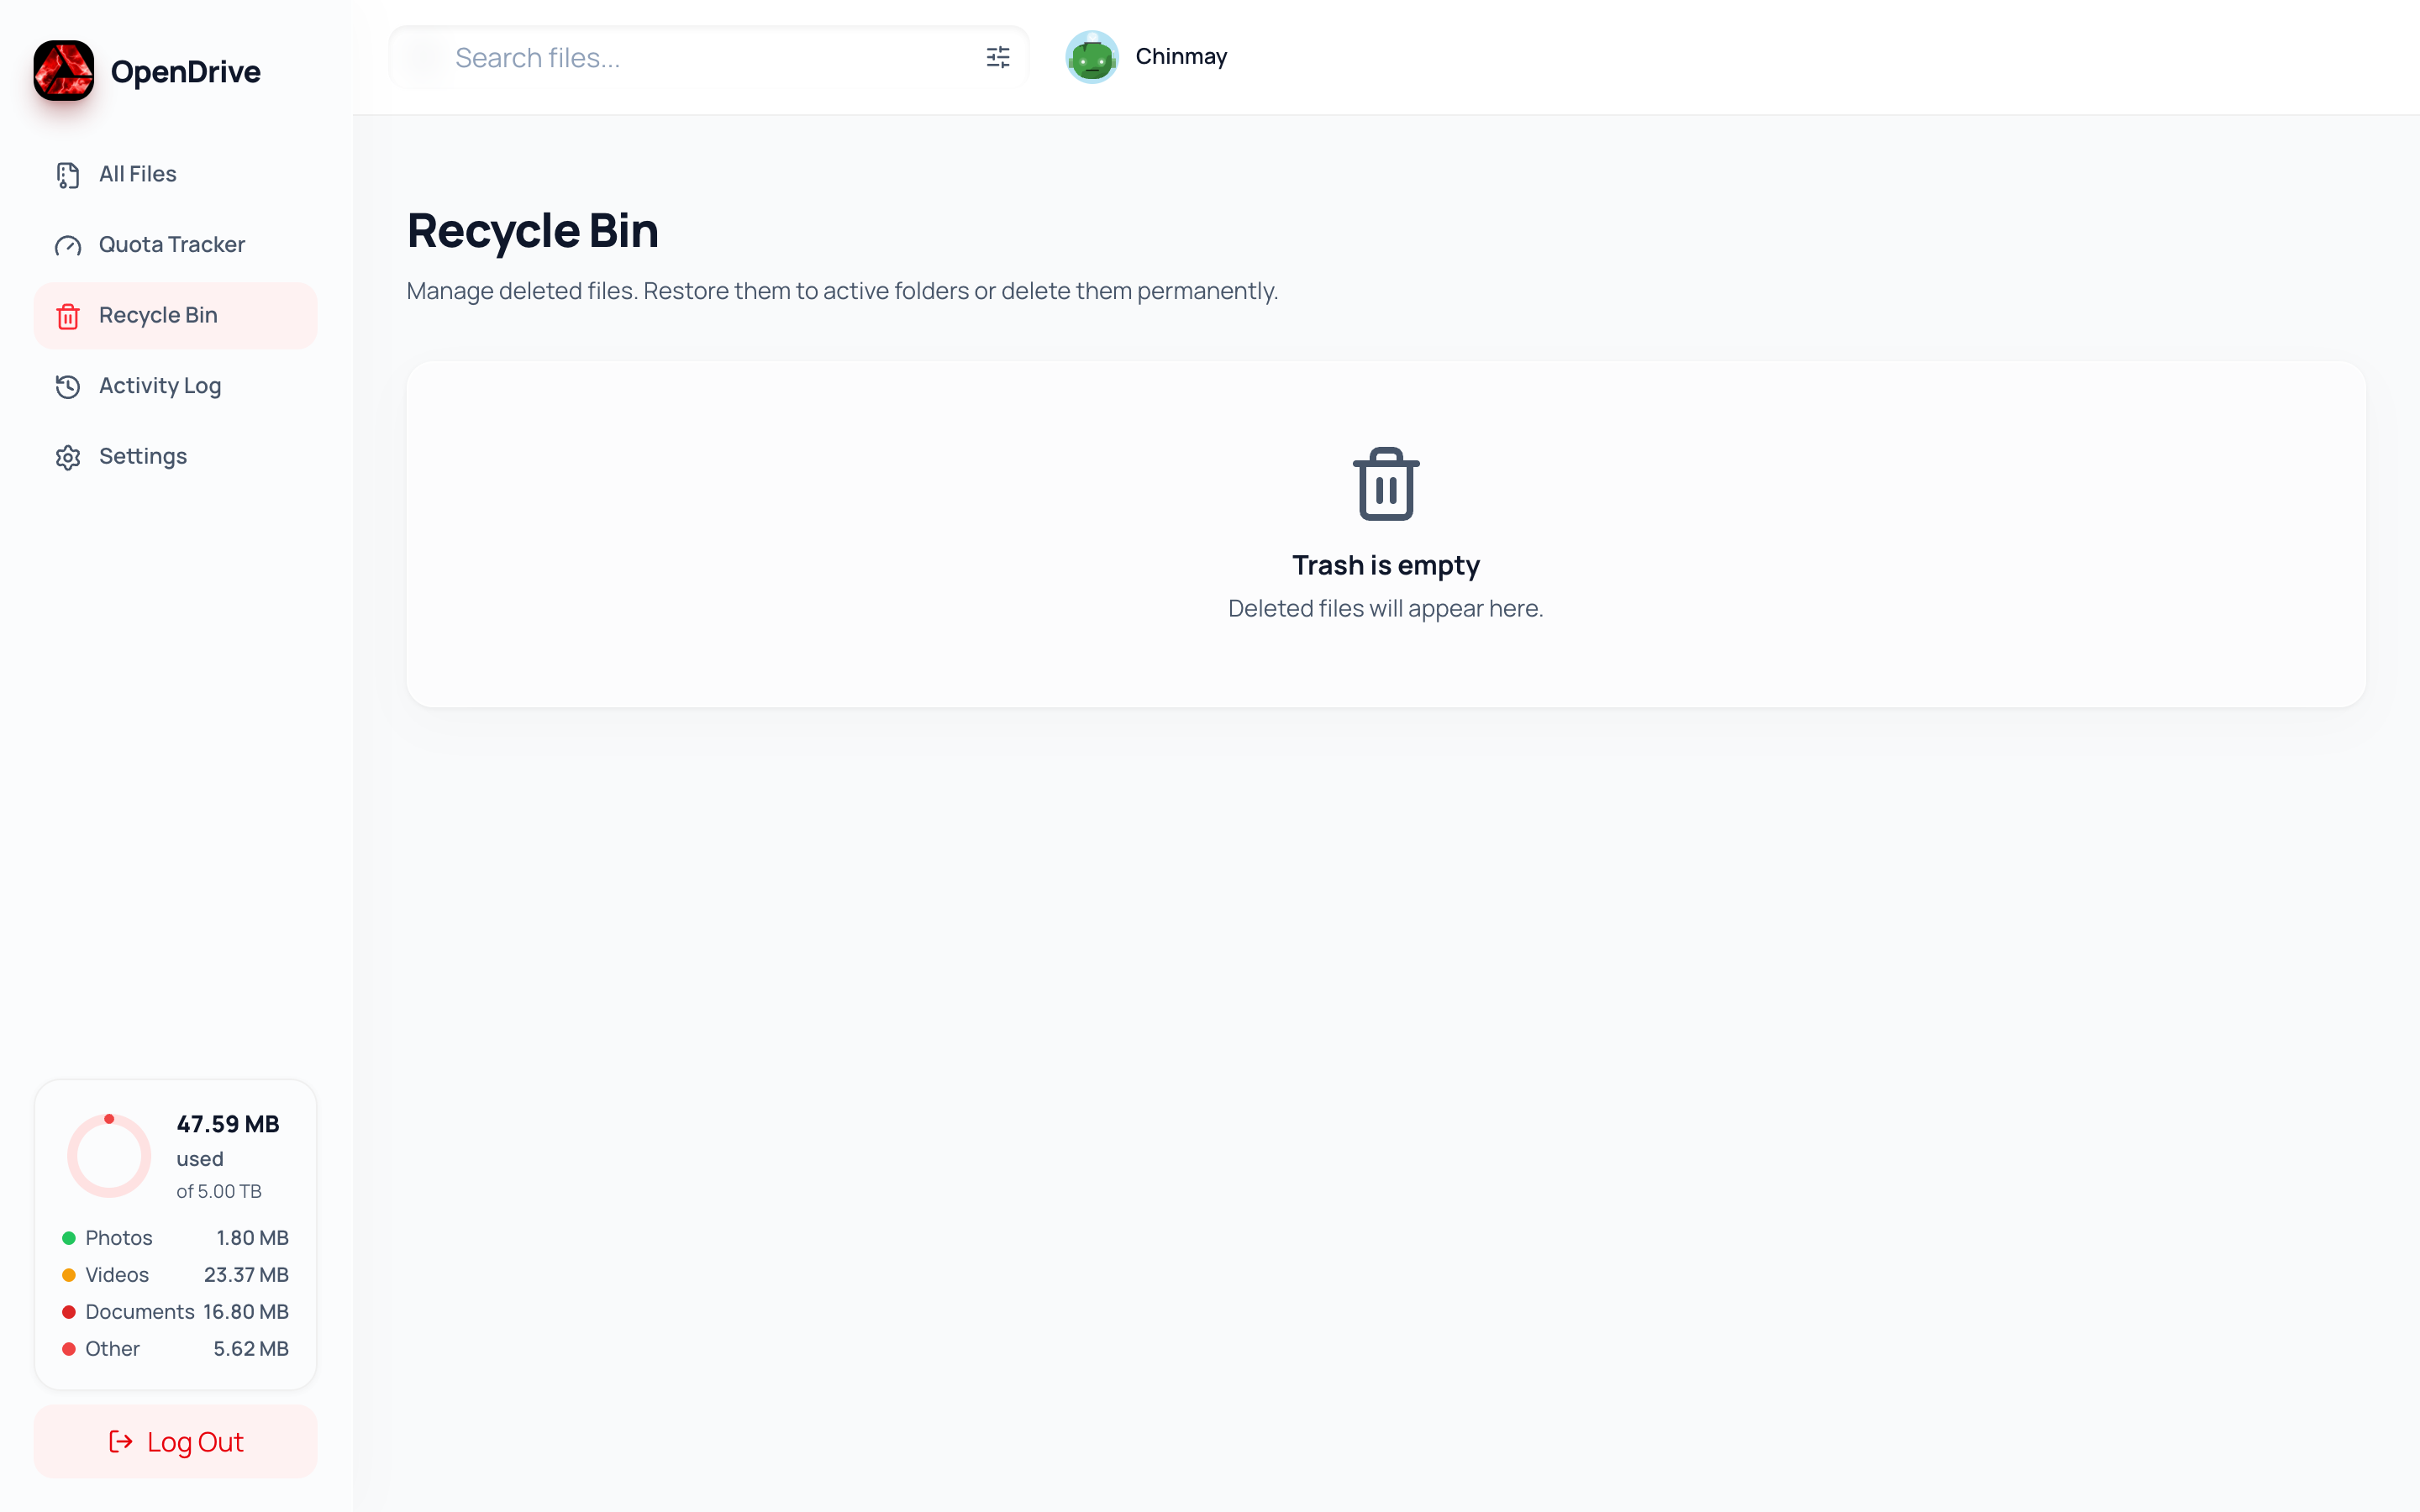 OpenDrive
All Files
Quota Tracker
Recycle Bin
Activity Log
Settings
47.59 MB
used
of 5.00 TB
Photos 1.80 MB
Videos 23.37 MB
Documents 16.80 MB
Other 5.62 MB
Log Out
Search files...
Chinmay
Recycle Bin
Manage deleted files. Restore them to active folders or delete them permanently.
Trash is empty
Deleted files will appear here.